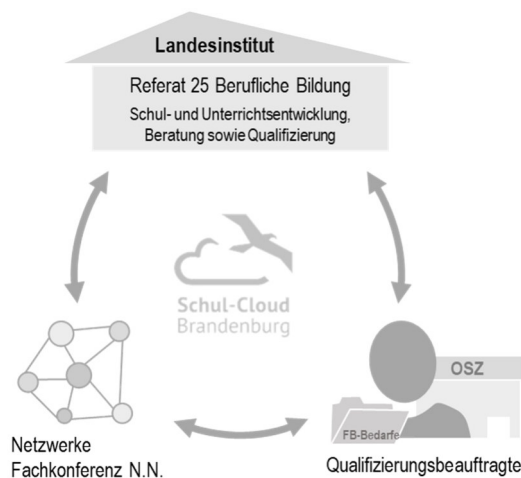 Landesinstitut
Referat 25 Berufliche Bildung
Schul- und Unterrichtsentwicklung,
Beratung sowie Qualifizierung
Schul-Cloud
Brandenburg
OSZ
FB-Bedarfe
Netzwerke
Fachkonferenz N.N.
Qualifizierungsbeauftragte